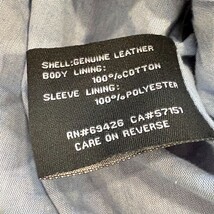 SHELL:GENUINE LEATHER
BODY LINING:
100%COTTON
SLEEVE LINING:
100%POLYESTER
RN#69426 CA#57151
CARE ON REVERSE